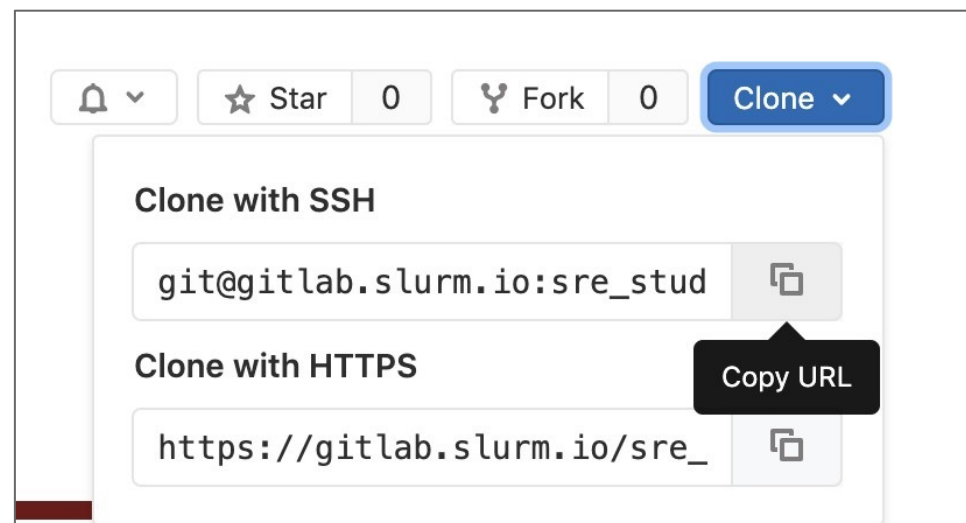 Star 0 Fork 0 Clone
Clone with SSH
git@gitlab.slurm.io:sre_stud
Clone with HTTPS
Copy URL
https://gitlab.slurm.io/sre_